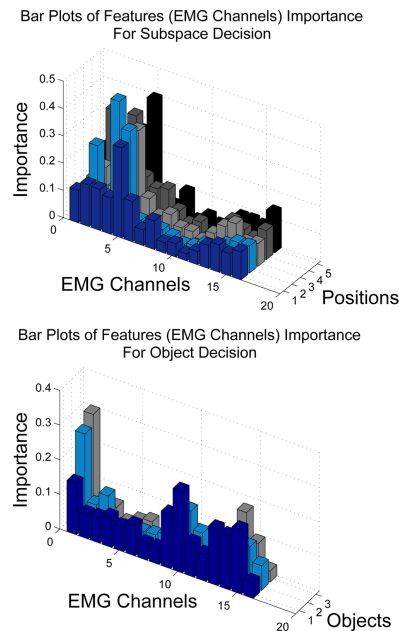 Bar Plots of Features (EMG Channels) Importance
For Subspace Decision
0.5
0.4
0.3
0.2
0.1
0
Importance
0
5
10
15
20
EMG Channels
1
2
3
4
5
Positions
Bar Plots of Features (EMG Channels) Importance
For Object Decision
0.4
0.3
0.2
0.1
0
Importance
0
5
10
15
20
EMG Channels
1
2
3
Objects